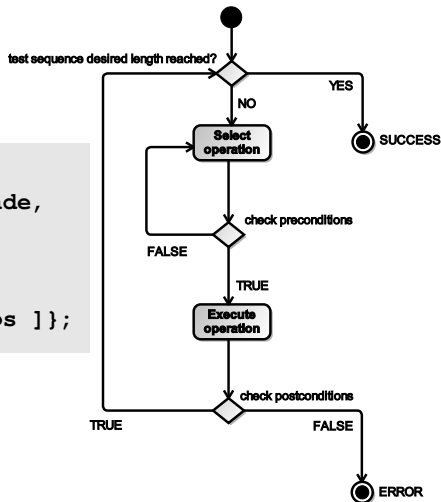 test sequence desired length reached?
YES
NO
SUCCESS
Select
operation
check preconditions
FALSE
TRUE
Execute
operation
check postconditions
TRUE
FALSE
ERROR
]};